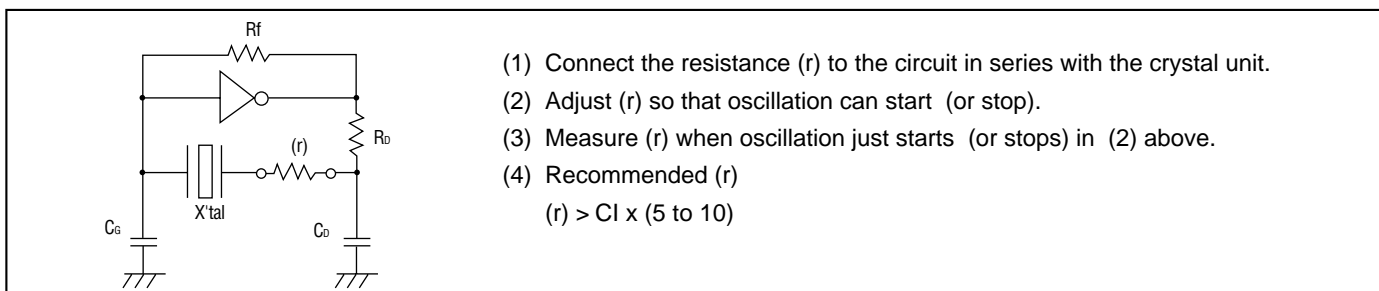 Rf
(1) Connect the resistance (r) to the circuit in series with the crystal unit.
(2) Adjust (r) so that oscillation can start (or stop).
(3) Measure (r) when oscillation just starts (or stops) in (2) above.
(4) Recommended (r)
(r) > CI x (5 to 10)
RD
(r)
X'tal
CG
CD